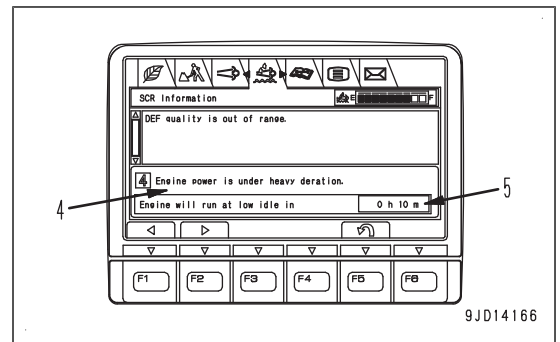 SCR Information
E
F
DEF quality is out of range.
4
Engine power is under heavy deration.
4
5
Engine will run at low idle in
0 h 10 m
F1
F2
F3
F4
F5
F6
9JD14166